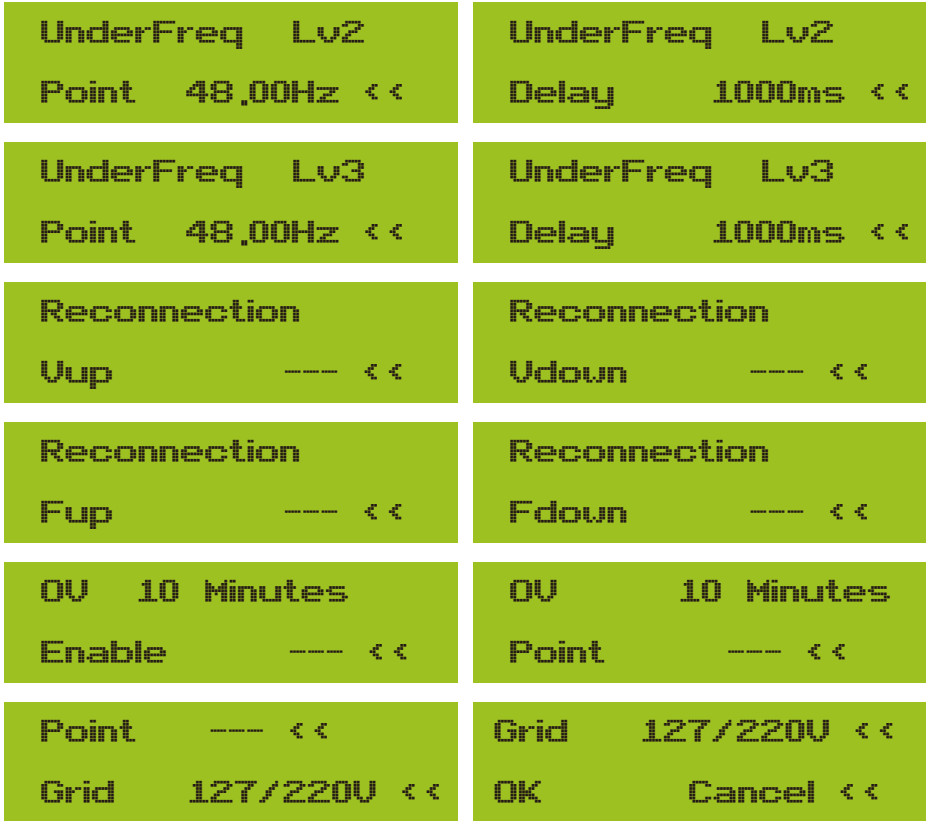 UnderFreq Lv2
Point 48.00Hz <<
UnderFreq Lv2
Delay 1000ms <<
UnderFreq Lv3
Point 48.00Hz <<
UnderFreq Lv3
Delay 1000ms <<
Reconnection
Vup --- <<
Reconnection
Vdown --- <<
Reconnection
Fup --- <<
Reconnection
Fdown --- <<
OV 10 Minutes
Enable --- <<
OV 10 Minutes
Point --- <<
Point --- <<
Grid 127/220V <<
Grid 127/220V <<
OK Cancel <<